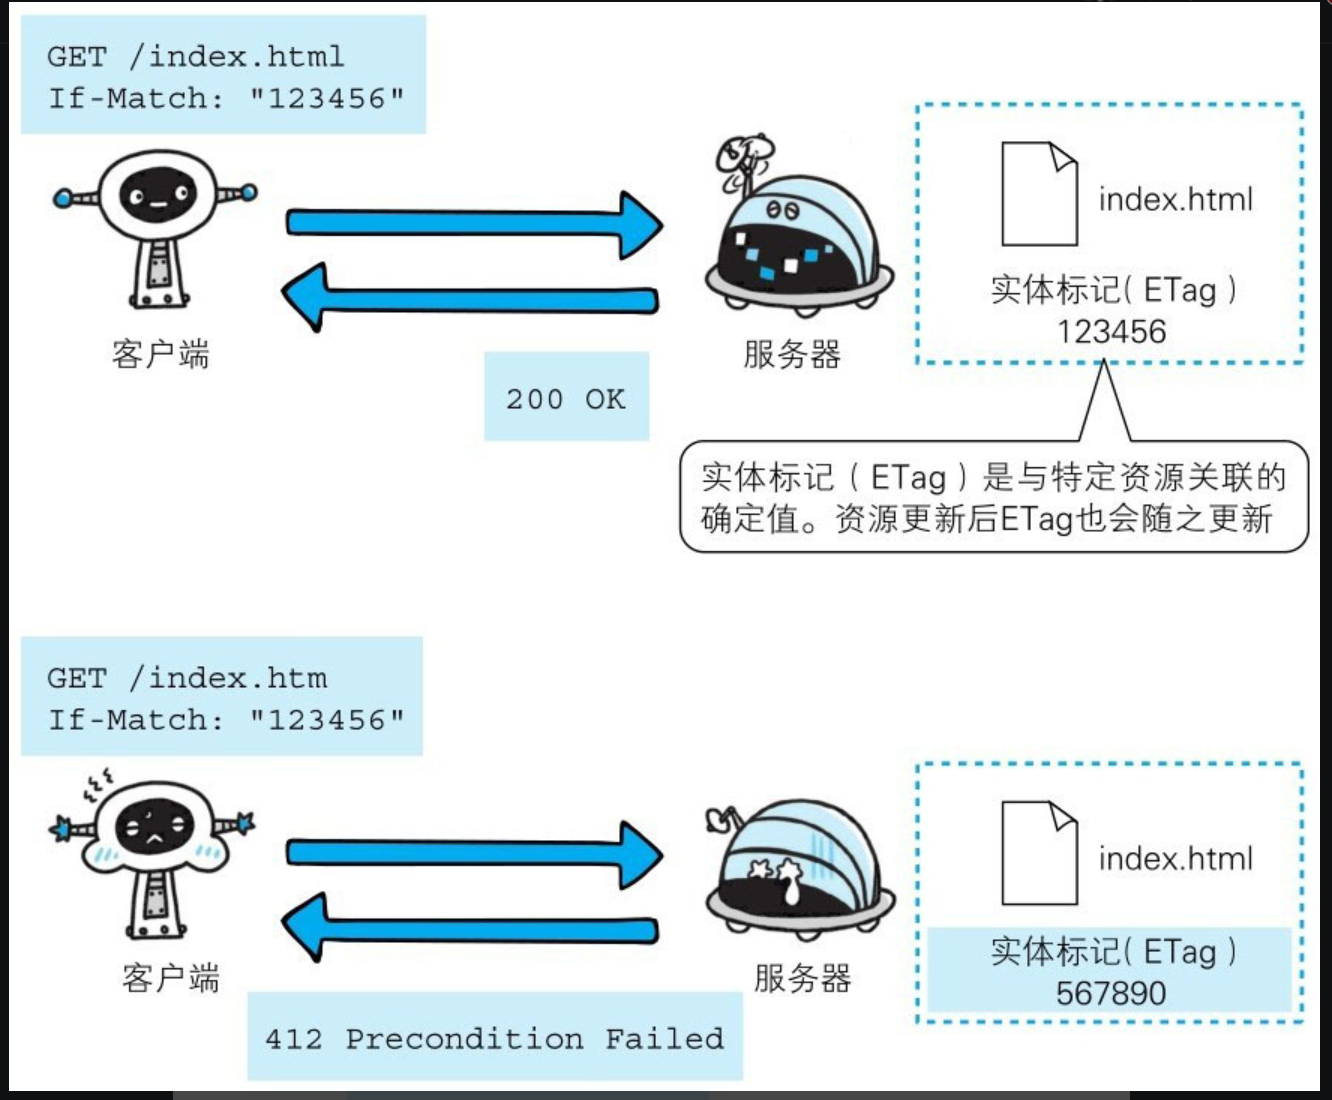 GET /index.html
If-Match: "123456"
index.html
实体标记( ETag )
123456
客户端
服务器
200 OK
实体标记 ( ETag ) 是与特定资源关联的
确定值。资源更新后ETag也会随之更新
GET /index.htm
If-Match: "123456"
index.html
实体标记( ETag )
567890
客户端
服务器
412 Precondition Failed